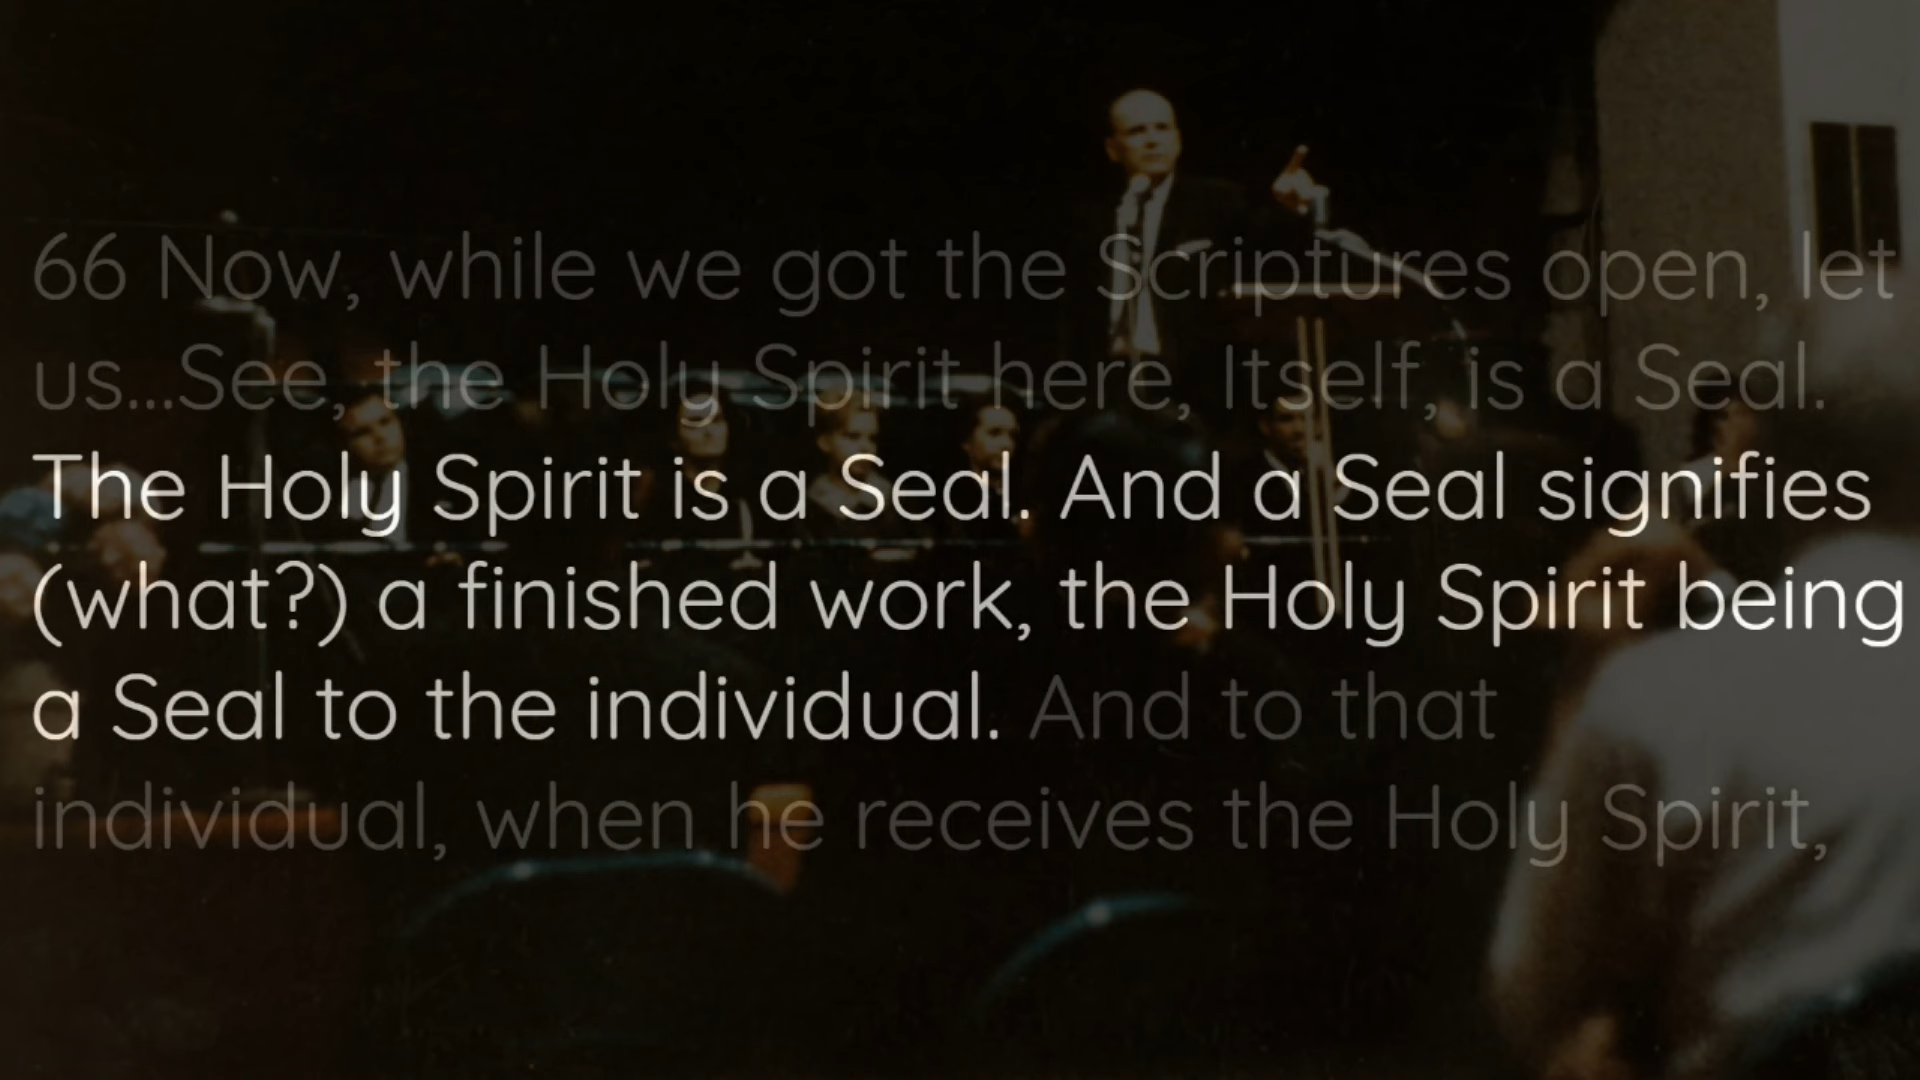 66 Now, while we got the Scriptures open, let
us...See, the Holy Spirit here, Itself, is a Seal.
The Holy Spirit is a Seal. And a Seal signifies
(what?) a finished work, the Holy Spirit being
a Seal to the individual. And to that
individual, when he receives the Holy Spirit,